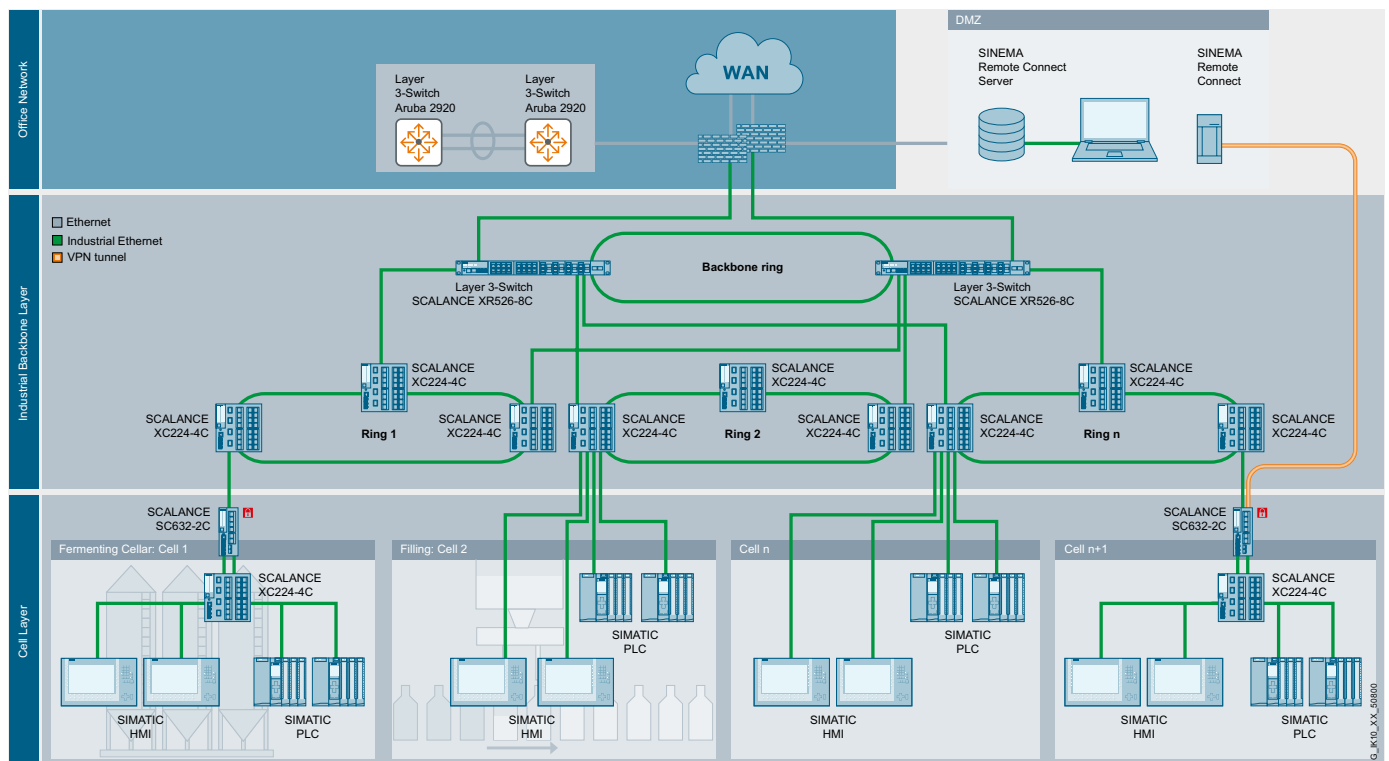 Office Network
DMZ
WAN
Layer
3-Switch
Aruba 2920
Layer
3-Switch
Aruba 2920
SINEMA
Remote Connect
Server
SINEMA
Remote
Connect
Industrial Backbone Layer
Ethernet
Industrial Ethernet
VPN tunnel
Backbone ring
Layer 3-Switch
SCALANCE XR526-8C
Layer 3-Switch
SCALANCE XR526-8C
SCALANCE
XC224-4C
SCALANCE
XC224-4C
SCALANCE
XC224-4C
SCALANCE
XC224-4C
Ring 1
SCALANCE
XC224-4C
SCALANCE
XC224-4C
Ring 2
SCALANCE
XC224-4C
SCALANCE
XC224-4C
Ring n
SCALANCE
XC224-4C
Cell Layer
SCALANCE
SC632-2C
SCALANCE
SC632-2C
Fermenting Cellar: Cell 1
Filling: Cell 2
Cell n
Cell n+1
SCALANCE
XC224-4C
SCALANCE
XC224-4C
SIMATIC
PLC
SIMATIC
PLC
SIMATIC
HMI
SIMATIC
PLC
SIMATIC
HMI
SIMATIC
HMI
SIMATIC
HMI
SIMATIC
PLC
G_IK10_XX_50800